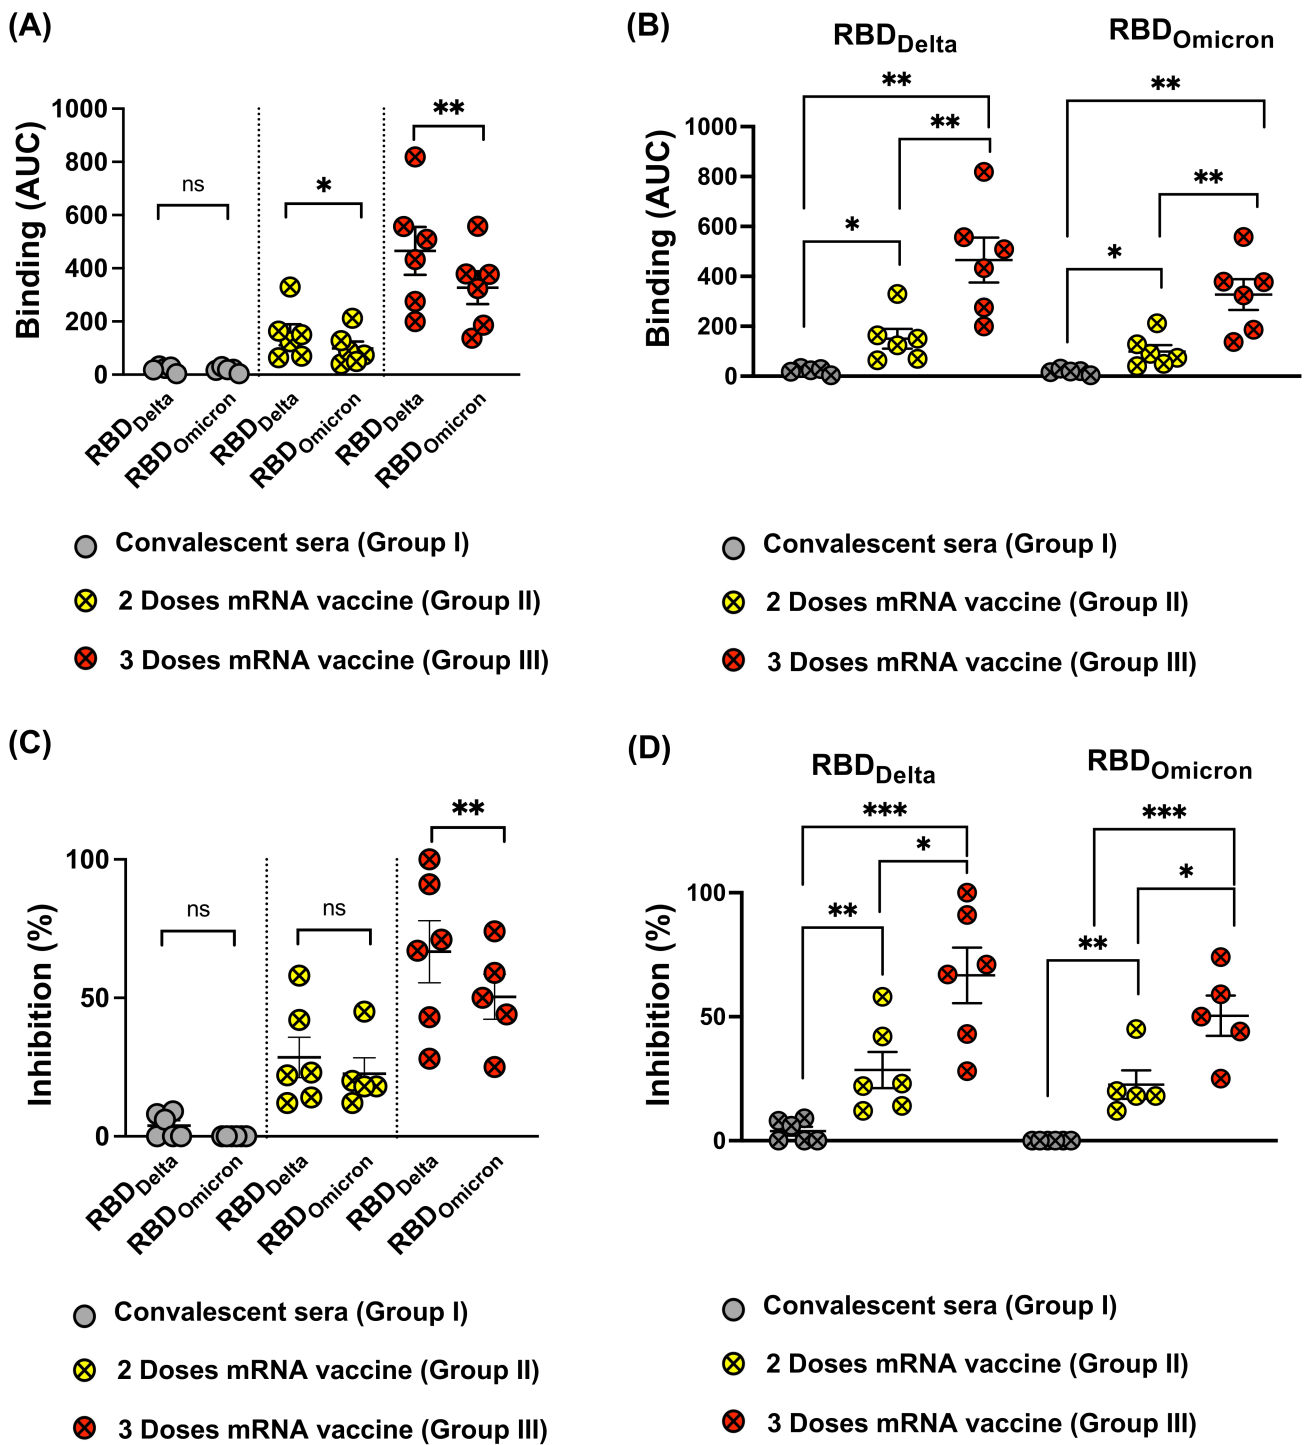 (A)
Binding (AUC)
1000
800
600
400
200
0
ns
*
**
RBDDelta
RBDOmicron
RBDDelta
RBDOmicron
RBDDelta
RBDOmicron
Convalescent sera (Group I)
2 Doses mRNA vaccine (Group II)
3 Doses mRNA vaccine (Group III)
(B)
RBDDelta
RBDOmicron
Binding (AUC)
1000
800
600
400
200
0
**
**
*
**
**
*
Convalescent sera (Group I)
2 Doses mRNA vaccine (Group II)
3 Doses mRNA vaccine (Group III)
(C)
Inhibition (%)
100
50
0
ns
ns
**
RBDDelta
RBDOmicron
RBDDelta
RBDOmicron
RBDDelta
RBDOmicron
Convalescent sera (Group I)
2 Doses mRNA vaccine (Group II)
3 Doses mRNA vaccine (Group III)
(D)
RBDDelta
RBDOmicron
Inhibition (%)
100
50
0
***
*
**
***
*
**
Convalescent sera (Group I)
2 Doses mRNA vaccine (Group II)
3 Doses mRNA vaccine (Group III)